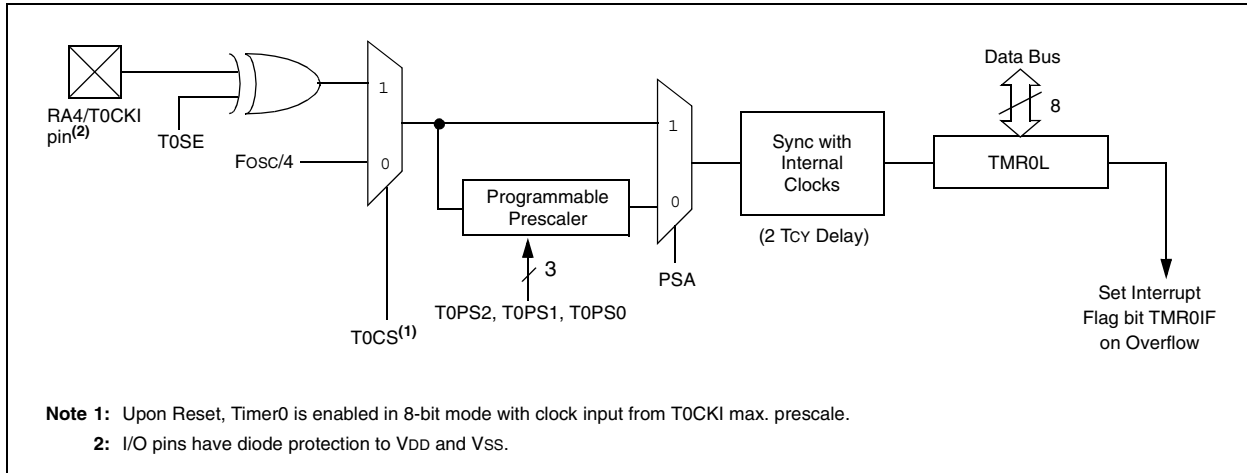 RA4/T0CKI
pin(2)
T0SE
FOSC/4
1
0
T0CS(1)
Programmable
Prescaler
3
T0PS2, T0PS1, T0PS0
1
0
PSA
Sync with
Internal
Clocks
(2 TCY Delay)
Data Bus
8
TMR0L
Set Interrupt
Flag bit TMR0IF
on Overflow
Note 1: Upon Reset, Timer0 is enabled in 8-bit mode with clock input from T0CKI max. prescale.
2: I/O pins have diode protection to VDD and VSS.